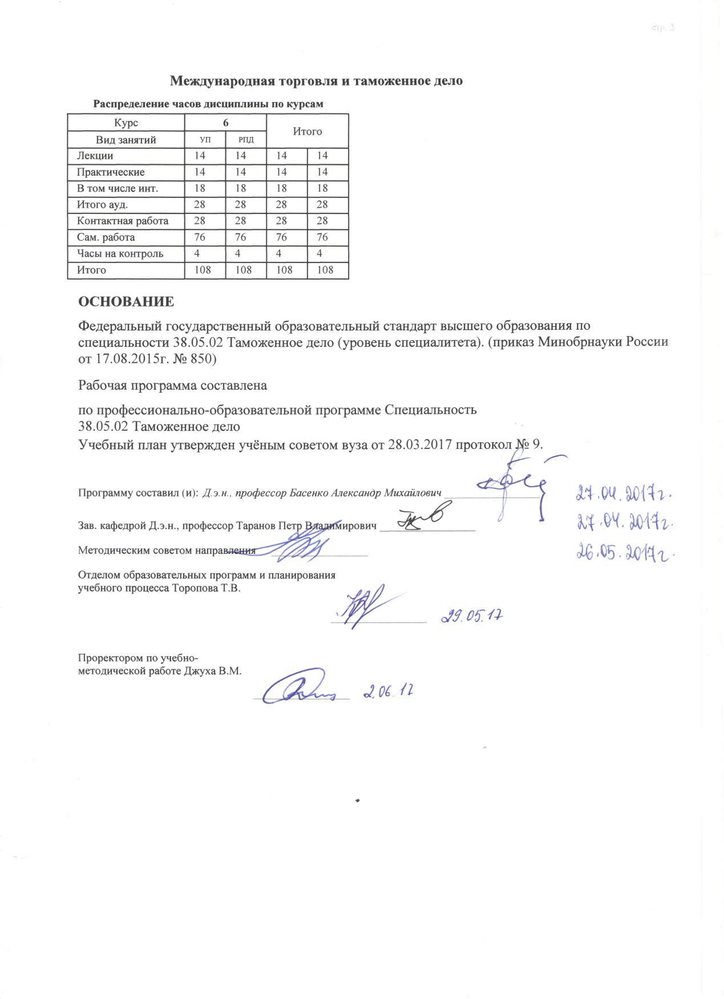 стр. 2
Международная торговля и таможенное дело
Распределение часов дисциплины по курсам
Курс 6 Итого
Вид занятий УП РПД
Лекции 14 14 14 14
Практические 14 14 14 14
В том числе инт. 18 18 18 18
Итого ауд. 28 28 28 28
Контактная работа 28 28 28 28
Сам. работа 76 76 76 76
Часы на контроль 4 4 4 4
Итого 108 108 108 108
ОСНОВАНИЕ
Федеральный государственный образовательный стандарт высшего образования по
специальности 38.05.02 Таможенное дело (уровень специалитета). (приказ Минобрнауки России
от 17.08.2015г. № 850)
Рабочая программа составлена
по профессионально-образовательной программе Специальность
38.05.02 Таможенное дело
Учебный план утвержден учёным советом вуза от 28.03.2017 протокол № 9.
Программу составил (и): Д.э.н., профессор Басенко Александр Михайлович 27.04.2017г.
Зав. кафедрой Д.э.н., профессор Таранов Петр Владимирович 27.04.2017г.
Методическим советом направления 26.05.2017г.
Отделом образовательных программ и планирования
учебного процесса Торопова Т.В.
29.05.17
Проректором по учебно-
методической работе Джуха В.М.
2.06.17